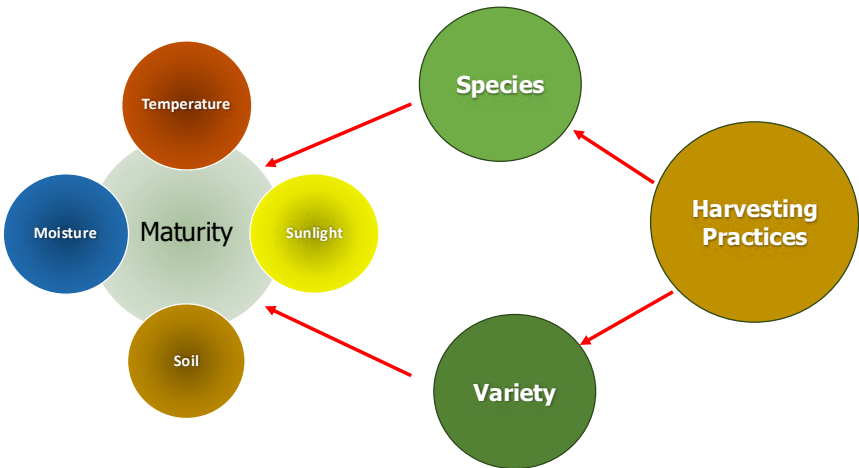 Temperature
Moisture
Maturity
Sunlight
Soil
Species
Variety
Harvesting
Practices